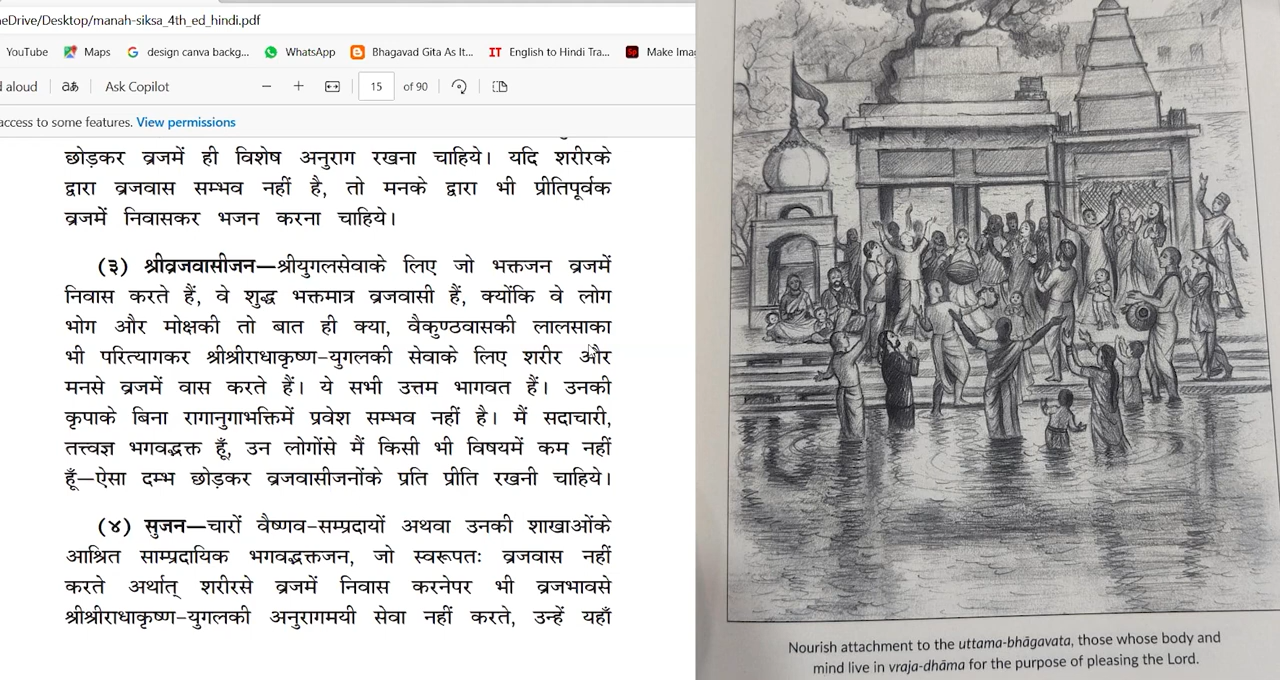 neDrive/Desktop/manah-siksa_4th_ed_hindi.pdf
YouTube Maps design canva backg... WhatsApp Bhagavad Gita As It... English to Hindi Tra... Make Ima
d aloud aあ Ask Copilot 15 of 90
access to some features. View permissions
छोड़कर व्रजमें ही विशेष अनुराग रखना चाहिये। यदि शरीरके
द्वारा व्रजवास सम्भव नहीं है, तो मनके द्वारा भी प्रीतिपूर्वक
व्रजमें निवासकर भजन करना चाहिये।
(३) श्रीव्रजवासीजन—श्रीयुगलसेवाके लिए जो भक्तजन व्रजमें
निवास करते हैं, वे शुद्ध भक्तमात्र व्रजवासी हैं, क्योंकि वे लोग
भोग और मोक्षकी तो बात ही क्या, वैकुण्ठवासकी लालसाका
भी परित्यागकर श्रीश्रीराधाकृष्ण-युगलकी सेवाके लिए शरीर और
मनसे व्रजमें वास करते हैं। ये सभी उत्तम भागवत हैं। उनकी
कृपाके बिना रागानुगाभक्तिमें प्रवेश सम्भव नहीं है। मैं सदाचारी,
तत्त्वज्ञ भगवद्भक्त हूँ, उन लोगोंसे मैं किसी भी विषयमें कम नहीं
हूँ—ऐसा दम्भ छोड़कर व्रजवासीजनोंके प्रति प्रीति रखनी चाहिये।
(४) सुजन—चारों वैष्णव-सम्प्रदायों अथवा उनकी शाखाओंके
आश्रित साम्प्रदायिक भगवद्भक्तजन, जो स्वरूपतः व्रजवास नहीं
करते अर्थात् शरीरसे व्रजमें निवास करनेपर भी व्रजभावसे
श्रीश्रीराधाकृष्ण-युगलकी अनुरागमयी सेवा नहीं करते, उन्हें यहाँ
Nourish attachment to the uttama-bhāgavata, those whose body and
mind live in vraja-dhāma for the purpose of pleasing the Lord.